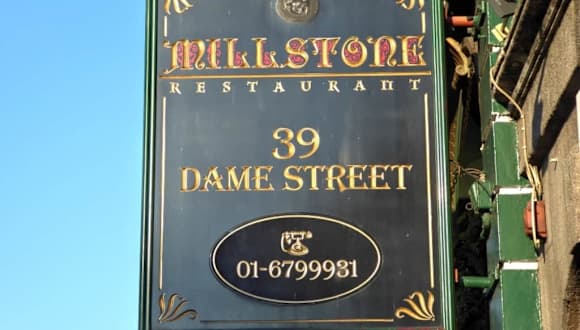 MILLSTONE
RESTAURANT
39
DAME STREET
01-6799931